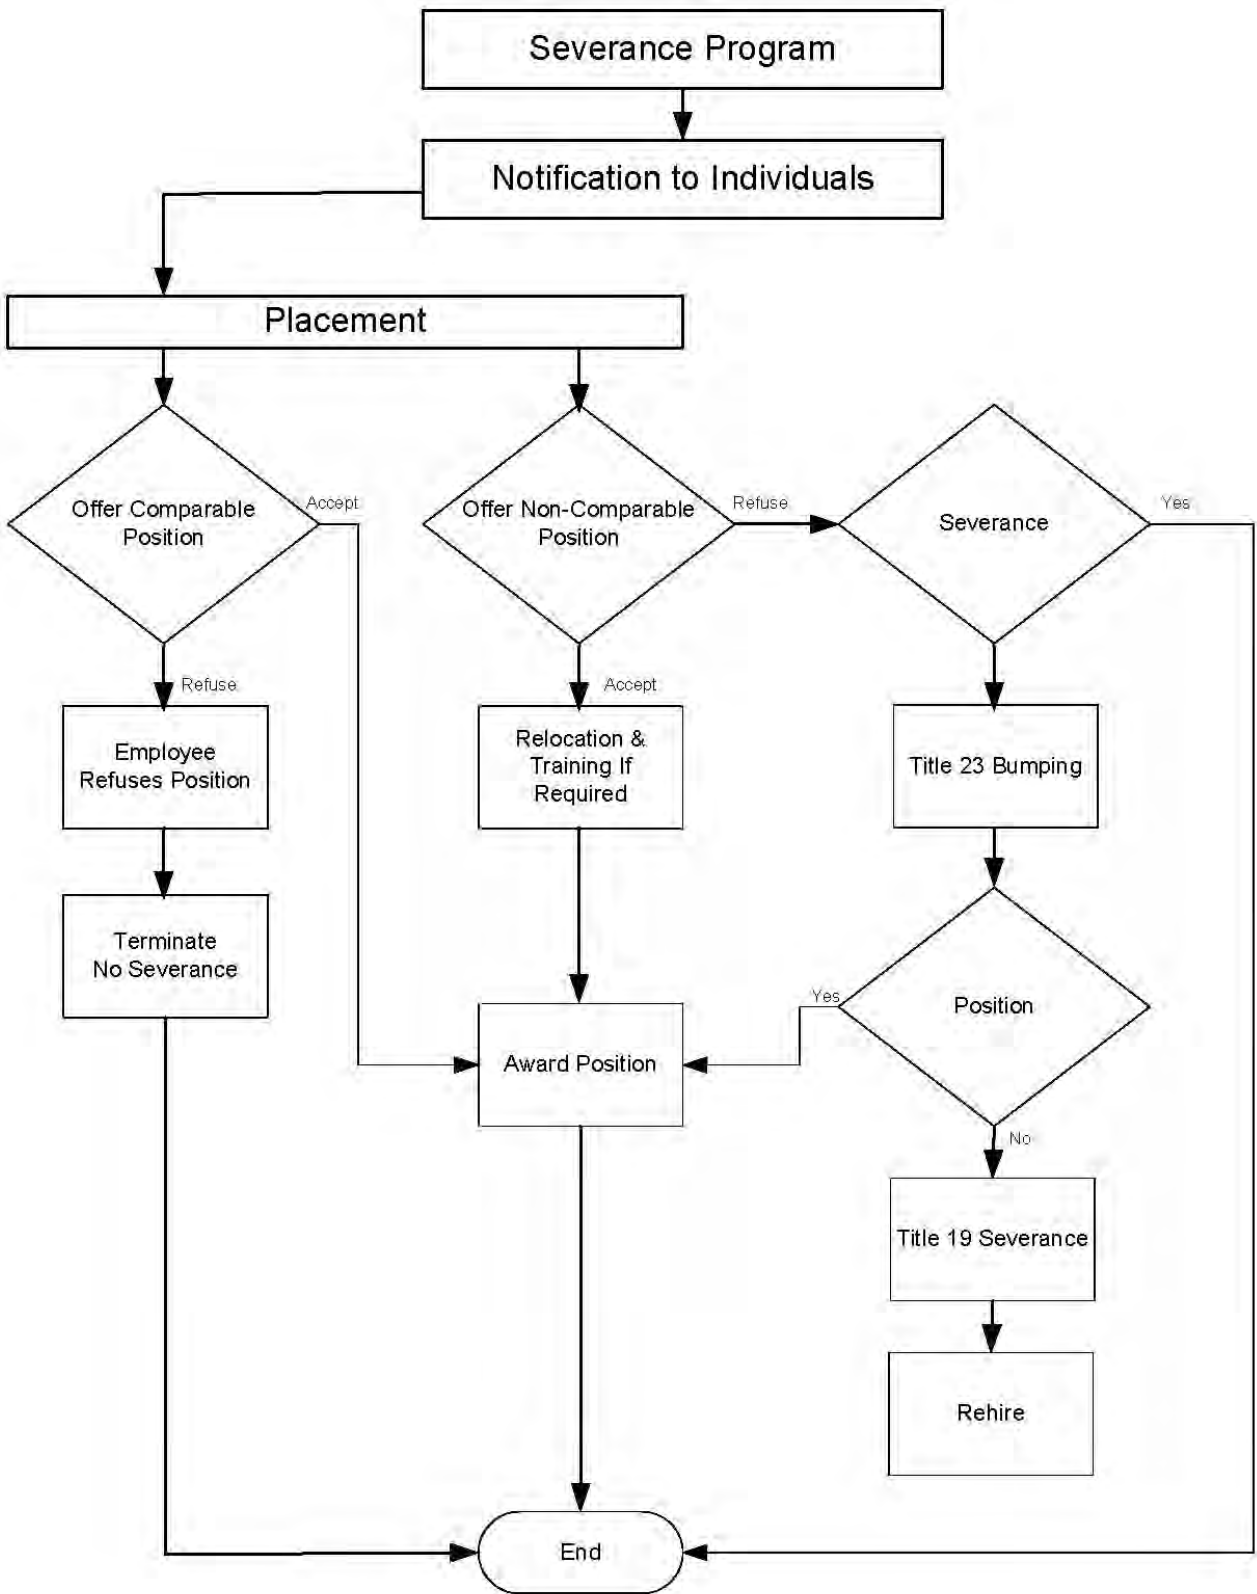 Severance Program
Notification to Individuals
Placement
Offer Comparable
Position
Accept
Offer Non-Comparable
Position
Refuse
Severance
Yes
Refuse
Accept
Employee
Refuses Position
Relocation &
Training If
Required
Title 23 Bumping
Terminate
No Severance
Yes
Position
Award Position
No
Title 19 Severance
Rehire
End